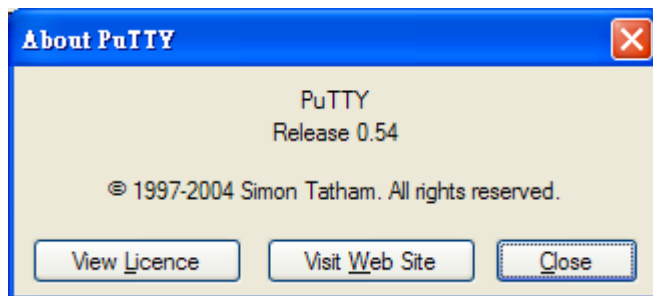 About PuTTY
PuTTY
Release 0.54
© 1997-2004 Simon Tatham. All rights reserved.
View Licence Visit Web Site Close